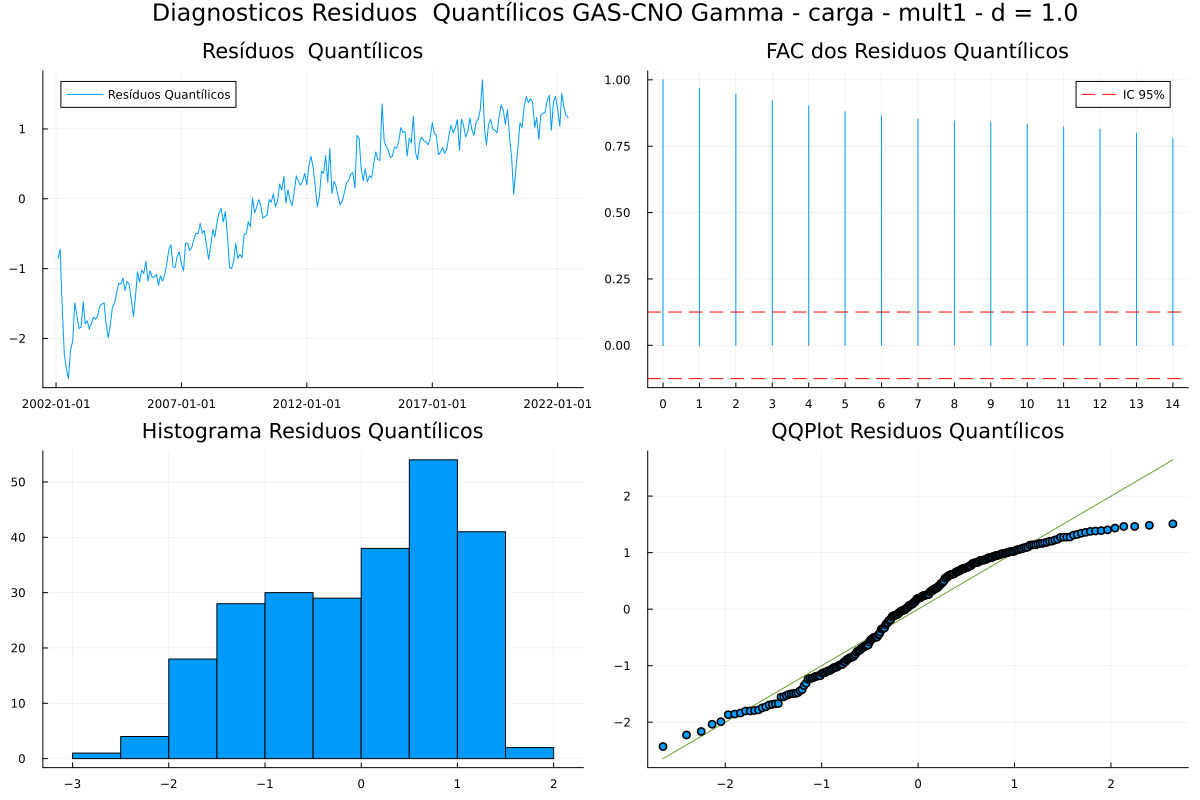 Diagnosticos Residuos  Quantílicos GAS-CNO Gamma - carga - mult1 - d = 1.0
Resíduos  Quantílicos
Resíduos Quantílicos
1
0
−1
−2
2002-01-01 2007-01-01 2012-01-01 2017-01-01 2022-01-01
FAC dos Residuos Quantílicos
IC 95%
1.00
0.75
0.50
0.25
0.00
0 1 2 3 4 5 6 7 8 9 10 11 12 13 14
Histograma Residuos Quantílicos
50
40
30
20
10
0
−3 −2 −1 0 1 2
QQPlot Residuos Quantílicos
2
1
0
−1
−2
−2 −1 0 1 2